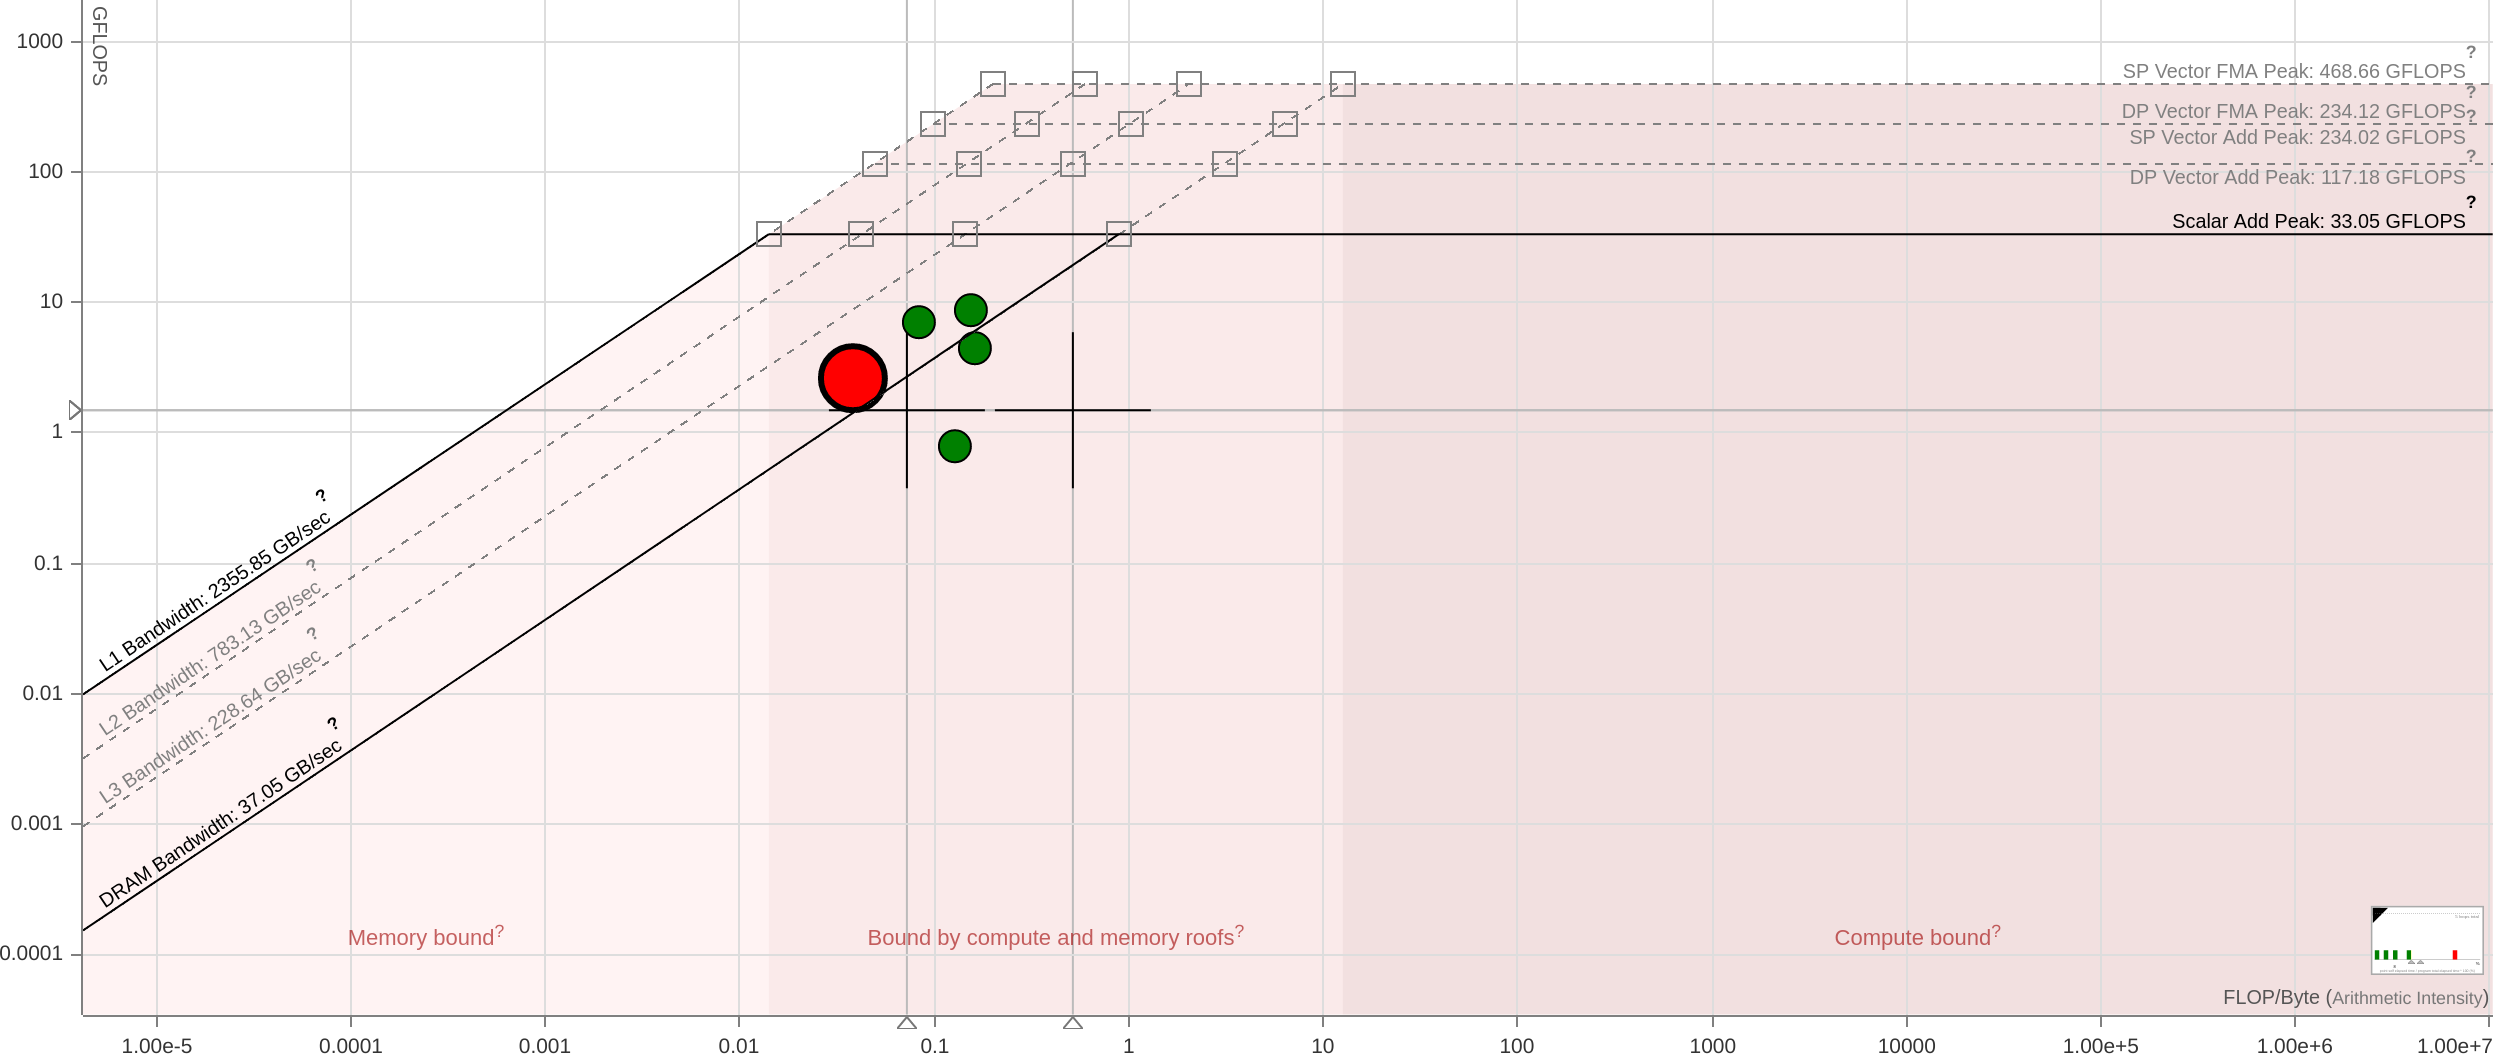 GFLOPS
1000
100
10
1
0.1
0.01
0.001
0.0001
?
SP Vector FMA Peak: 468.66 GFLOPS
?
DP Vector FMA Peak: 234.12 GFLOPS
?
SP Vector Add Peak: 234.02 GFLOPS
?
DP Vector Add Peak: 117.18 GFLOPS
?
Scalar Add Peak: 33.05 GFLOPS
?
L1 Bandwidth: 2355.85 GB/sec
?
L2 Bandwidth: 783.13 GB/sec
?
L3 Bandwidth: 228.64 GB/sec
?
DRAM Bandwidth: 37.05 GB/sec
Memory bound?
Bound by compute and memory roofs?
Compute bound?
FLOP/Byte (Arithmetic Intensity)
1.00e-5
0.0001
0.001
0.01
0.1
1
10
100
1000
10000
1.00e+5
1.00e+6
1.00e+7